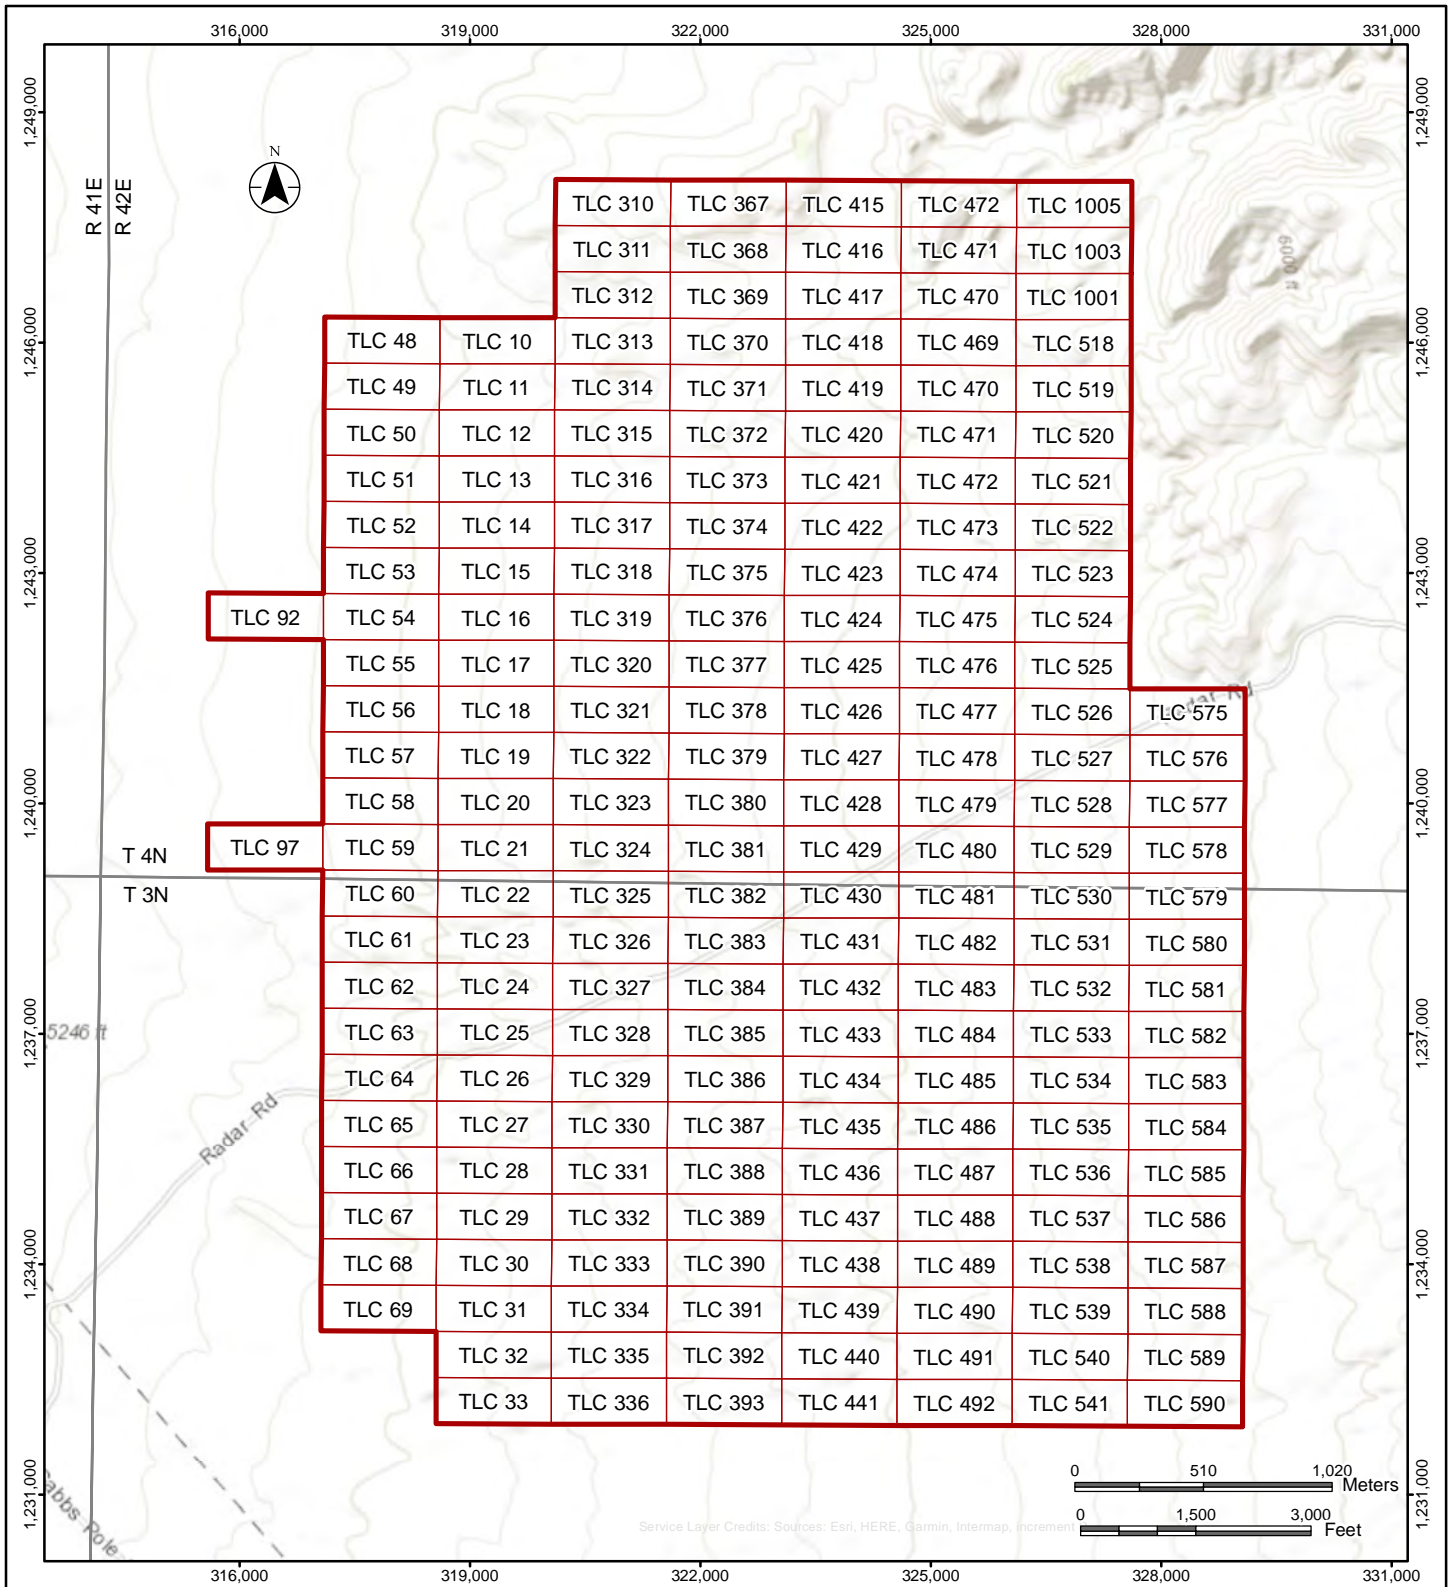 316,000 319,000 322,000 325,000 328,000 331,000
1,249,000 1,249,000
N
R 41E R 42E
TLC 310 TLC 367 TLC 415 TLC 472 TLC 1005
TLC 311 TLC 368 TLC 416 TLC 471 TLC 1003
6000 ft
TLC 312 TLC 369 TLC 417 TLC 470 TLC 1001
1,246,000 TLC 48 TLC 10 TLC 313 TLC 370 TLC 418 TLC 469 TLC 518 1,246,000
TLC 49 TLC 11 TLC 314 TLC 371 TLC 419 TLC 470 TLC 519
TLC 50 TLC 12 TLC 315 TLC 372 TLC 420 TLC 471 TLC 520
TLC 51 TLC 13 TLC 316 TLC 373 TLC 421 TLC 472 TLC 521
TLC 52 TLC 14 TLC 317 TLC 374 TLC 422 TLC 473 TLC 522
1,243,000 TLC 53 TLC 15 TLC 318 TLC 375 TLC 423 TLC 474 TLC 523 1,243,000
TLC 92 TLC 54 TLC 16 TLC 319 TLC 376 TLC 424 TLC 475 TLC 524
TLC 55 TLC 17 TLC 320 TLC 377 TLC 425 TLC 476 TLC 525
Radar Rd
TLC 56 TLC 18 TLC 321 TLC 378 TLC 426 TLC 477 TLC 526 TLC 575
TLC 57 TLC 19 TLC 322 TLC 379 TLC 427 TLC 478 TLC 527 TLC 576
1,240,000 TLC 58 TLC 20 TLC 323 TLC 380 TLC 428 TLC 479 TLC 528 TLC 577 1,240,000
T 4N TLC 97 TLC 59 TLC 21 TLC 324 TLC 381 TLC 429 TLC 480 TLC 529 TLC 578
T 3N TLC 60 TLC 22 TLC 325 TLC 382 TLC 430 TLC 481 TLC 530 TLC 579
TLC 61 TLC 23 TLC 326 TLC 383 TLC 431 TLC 482 TLC 531 TLC 580
TLC 62 TLC 24 TLC 327 TLC 384 TLC 432 TLC 483 TLC 532 TLC 581
1,237,000 5246 ft TLC 63 TLC 25 TLC 328 TLC 385 TLC 433 TLC 484 TLC 533 TLC 582 1,237,000
TLC 64 TLC 26 TLC 329 TLC 386 TLC 434 TLC 485 TLC 534 TLC 583
Radar Rd
TLC 65 TLC 27 TLC 330 TLC 387 TLC 435 TLC 486 TLC 535 TLC 584
TLC 66 TLC 28 TLC 331 TLC 388 TLC 436 TLC 487 TLC 536 TLC 585
TLC 67 TLC 29 TLC 332 TLC 389 TLC 437 TLC 488 TLC 537 TLC 586
1,234,000 TLC 68 TLC 30 TLC 333 TLC 390 TLC 438 TLC 489 TLC 538 TLC 587 1,234,000
TLC 69 TLC 31 TLC 334 TLC 391 TLC 439 TLC 490 TLC 539 TLC 588
TLC 32 TLC 335 TLC 392 TLC 440 TLC 491 TLC 540 TLC 589
TLC 33 TLC 336 TLC 393 TLC 441 TLC 492 TLC 541 TLC 590
1,231,000 1,231,000
Pole
0 510 1,020 Meters
0 1,500 3,000 Feet
Service Layer Credits: Sources: Esri, HERE, Garmin, Intermap, increment
316,000 319,000 322,000 325,000 328,000 331,000